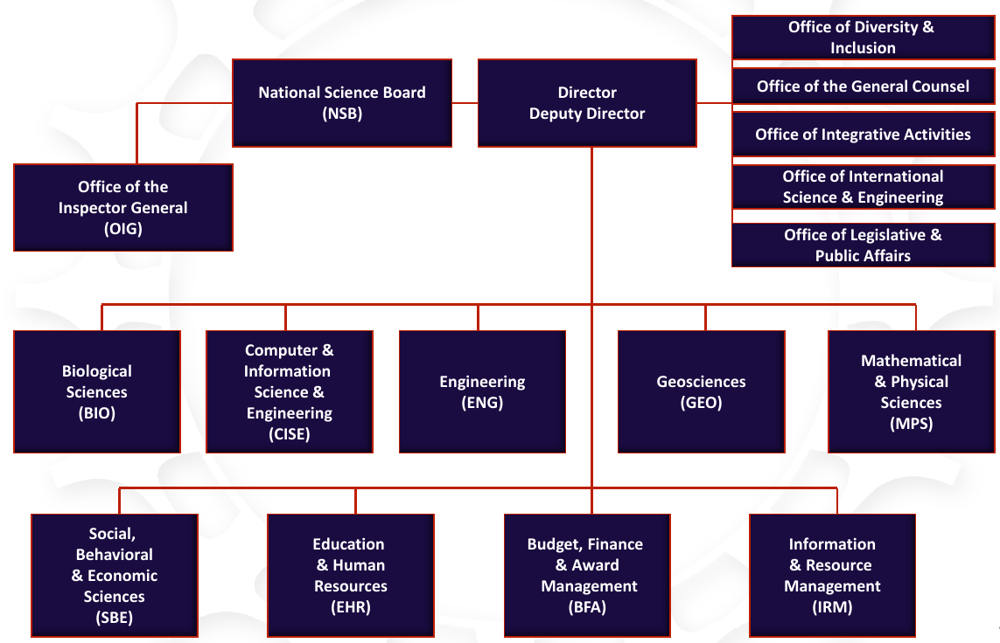 Office of Diversity &
Inclusion
National Science Board
(NSB)
Director
Deputy Director
Office of the General Counsel
Office of Integrative Activities
Office of International
Science & Engineering
Office of Legislative &
Public Affairs
Office of the
Inspector General
(OIG)
Biological
Sciences
(BIO)
Computer &
Information
Science &
Engineering
(CISE)
Engineering
(ENG)
Geosciences
(GEO)
Mathematical
& Physical
Sciences
(MPS)
Social,
Behavioral
& Economic
Sciences
(SBE)
Education
& Human
Resources
(EHR)
Budget, Finance
& Award
Management
(BFA)
Information
& Resource
Management
(IRM)